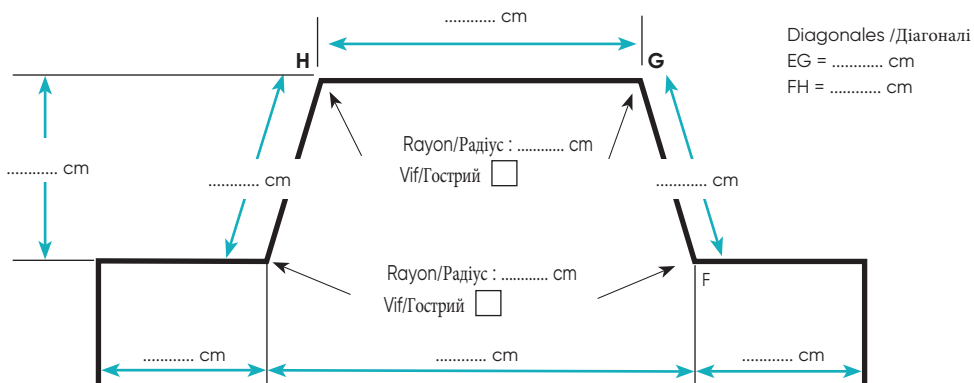 ............ cm
Diagonales /Діагоналі
H
G
EG = ............ cm
FH = ............ cm
Rayon/Радіус : ............ cm
............ cm
Vif/Гострий
............ cm
............ cm
Rayon/Радіус : ............ cm
F
Vif/Гострий
............ cm
............ cm
............ cm